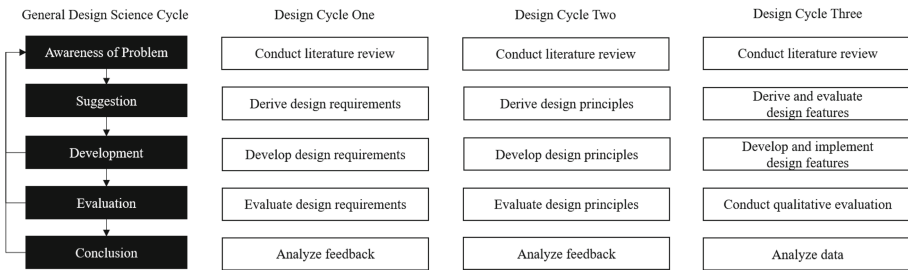 General Design Science Cycle
Design Cycle One
Design Cycle Two
Design Cycle Three
Awareness of Problem
Conduct literature review
Conduct literature review
Conduct literature review
Suggestion
Derive design requirements
Derive design principles
Derive and evaluate
design features
Development
Develop design requirements
Develop design principles
Develop and implement
design features
Evaluation
Evaluate design requirements
Evaluate design principles
Conduct qualitative evaluation
Conclusion
Analyze feedback
Analyze feedback
Analyze data